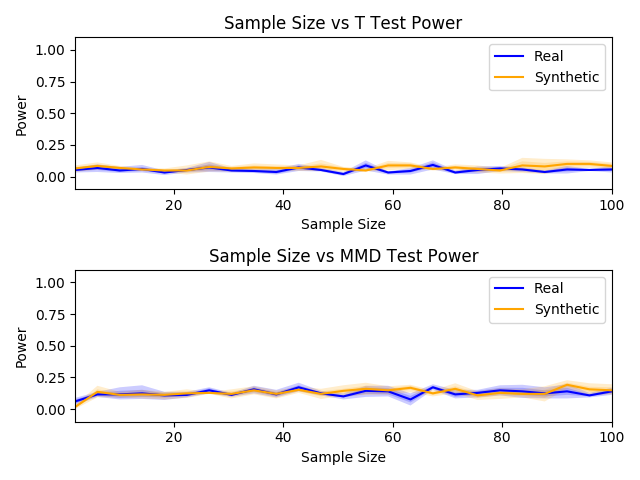 Sample Size vs T Test Power
1.00
0.75
0.50
0.25
0.00
Power
Real
Synthetic
20
40
60
80
100
Sample Size
Sample Size vs MMD Test Power
1.00
0.75
0.50
0.25
0.00
Power
Real
Synthetic
20
40
60
80
100
Sample Size